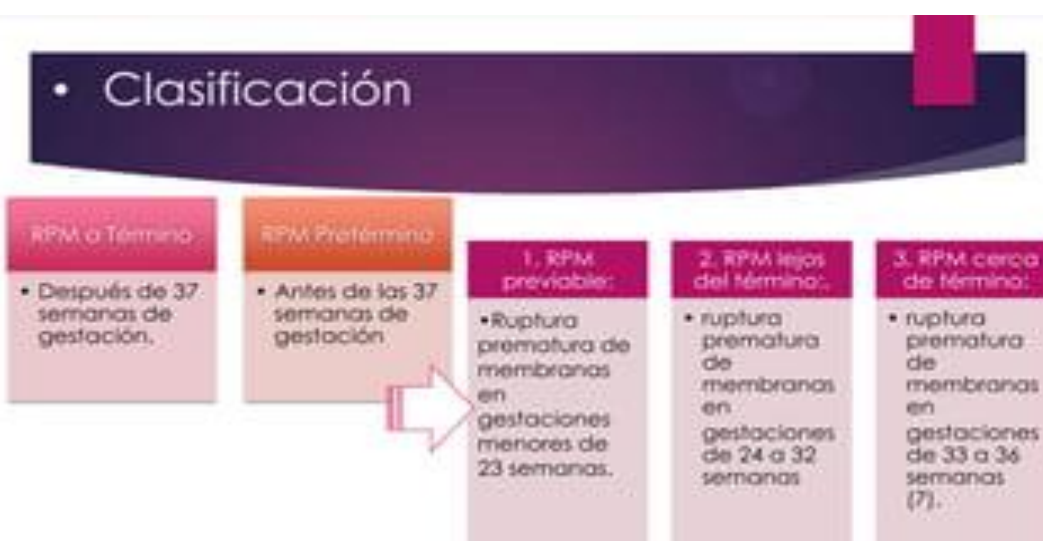 • Clasificación
RPM a Término
• Después de 37
semanas de
gestación.
RPM Pretérmino
• Antes de las 37
semanas de
gestación
1. RPM
previable:
•Ruptura
prematura de
membranas
en
gestaciones
menores de
23 semanas.
2. RPM lejos
del término:.
• ruptura
prematura
de
membranas
en
gestaciones
de 24 a 32
semanas
3. RPM cerca
de término:
• ruptura
prematura
de
membranas
en
gestaciones
de 33 a 36
semanas
(7).